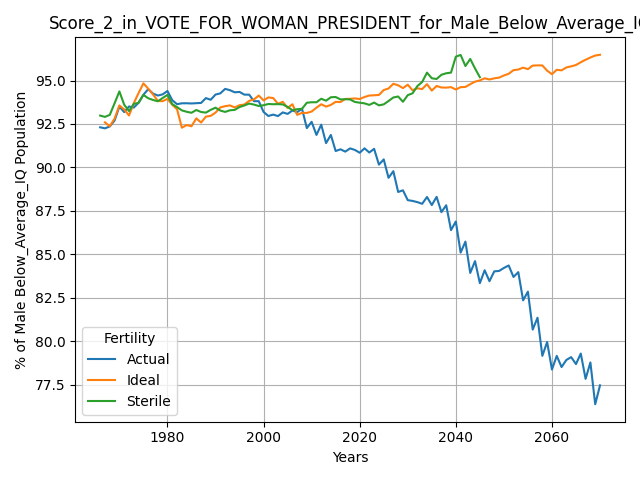 Score_2_in_VOTE_FOR_WOMAN_PRESIDENT_for_Male_Below_Average_IQ
% of Male Below_Average_IQ Population
95.0
92.5
90.0
87.5
85.0
82.5
80.0
77.5
Fertility
Actual
Ideal
Sterile
1980 2000 2020 2040 2060
Years